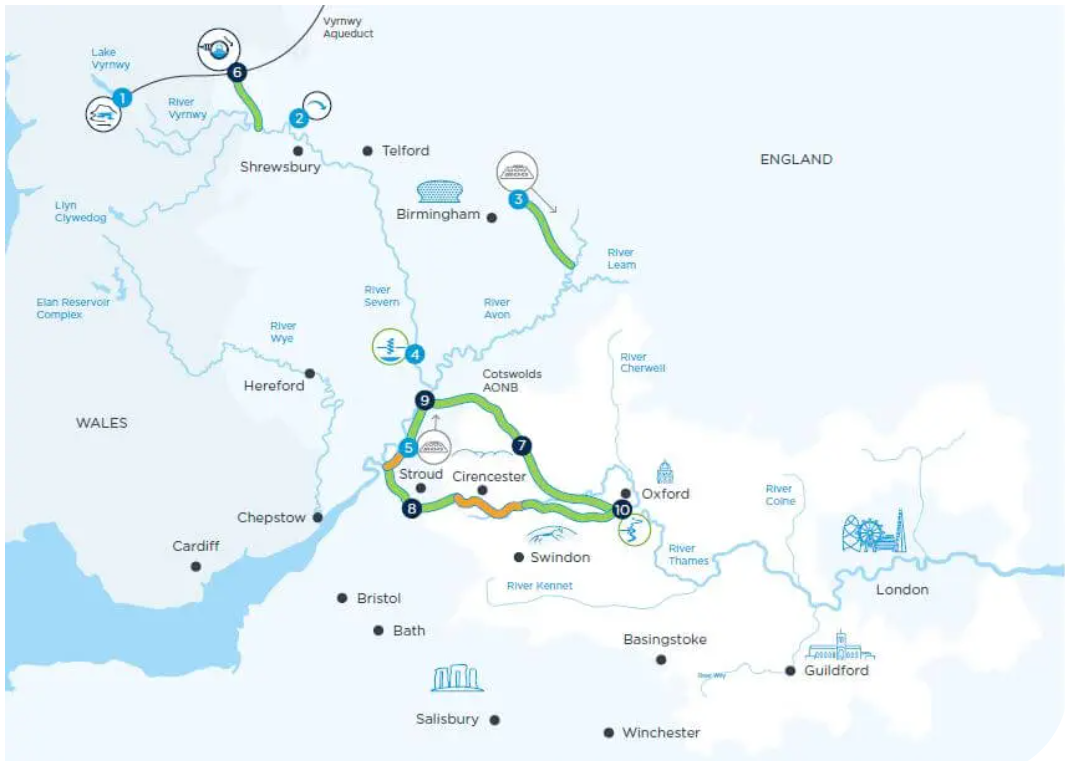 Vyrnwy
Aqueduct
Lake
Vyrnwy
6
1
River
Vyrnwy
2
Shrewsbury
Telford
ENGLAND
3
Birmingham
Llyn
Clywedog
River
Leam
Elan Reservoir
Complex
River
Severn
River
Avon
River
Wye
4
River
Cherwell
Hereford
Cotswolds
AONB
9
WALES
7
5
Stroud
Cirencester
Oxford
8
10
River
Colne
Chepstow
Cardiff
Swindon
River
Thames
River Kennet
London
Bristol
Bath
Basingstoke
Guildford
River Wey
Salisbury
Winchester